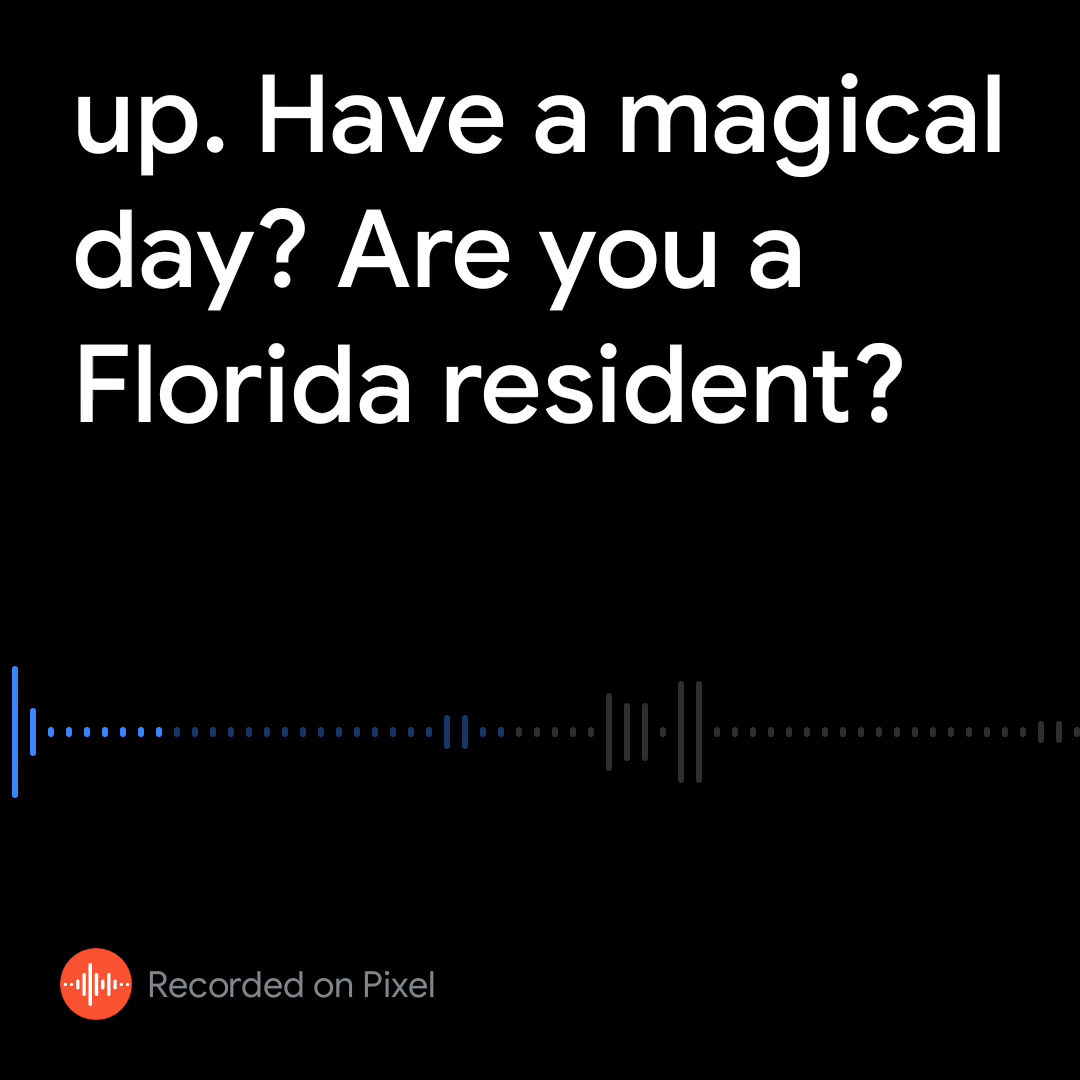 up. Have a magical
day? Are you a
Florida resident?
Recorded on Pixel